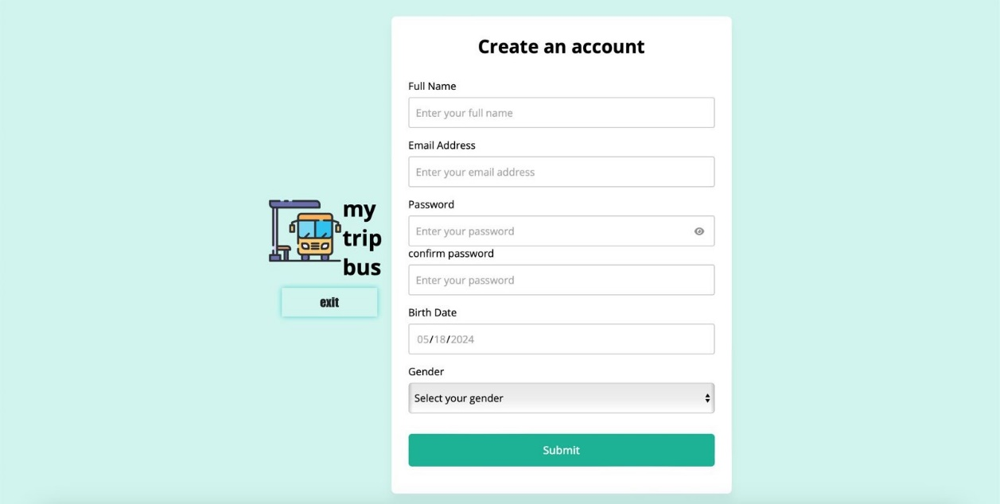 my
trip
bus
exit
Create an account
Full Name
Enter your full name
Email Address
Enter your email address
Password
Enter your password
confirm password
Enter your password
Birth Date
05/18/2024
Gender
Select your gender
Submit